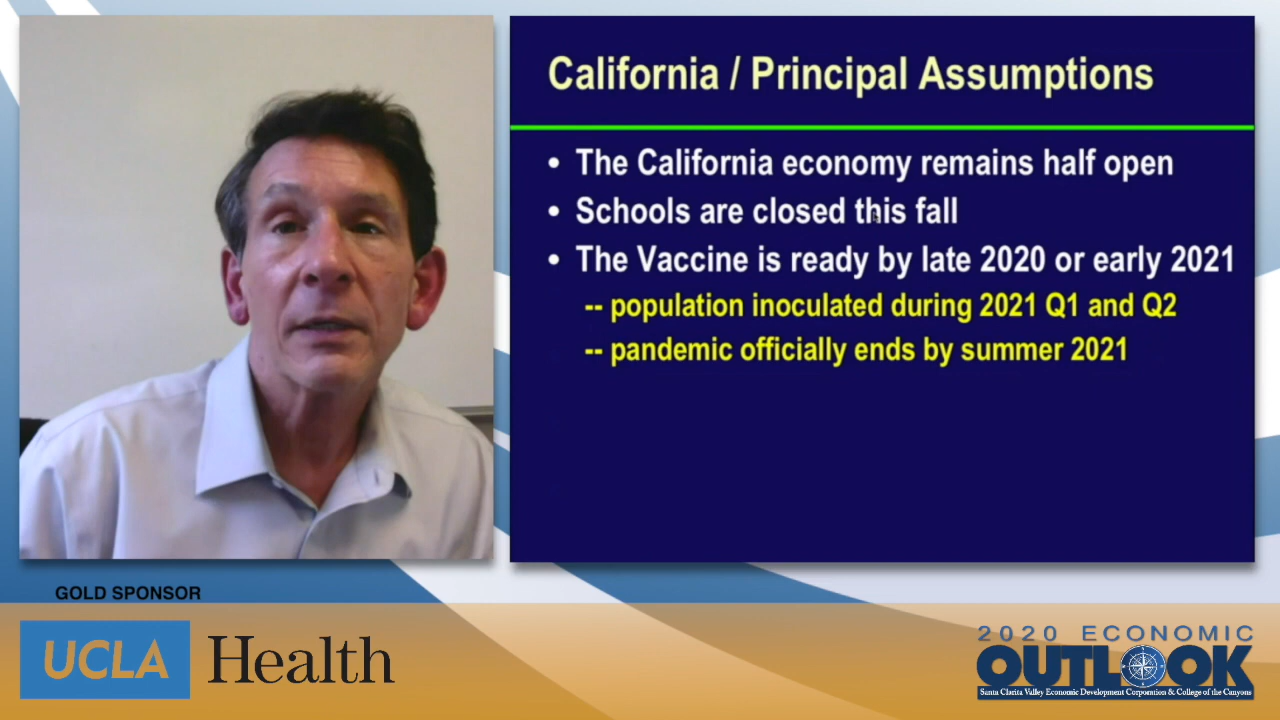 California / Principal Assumptions
• The California economy remains half open
• Schools are closed this fall
• The Vaccine is ready by late 2020 or early 2021
-- population inoculated during 2021 Q1 and Q2
-- pandemic officially ends by summer 2021
GOLD SPONSOR
UCLA Health
2020 ECONOMIC
OUTLOOK
Santa Clarita Valley Economic Development Corporation & College of the Canyons